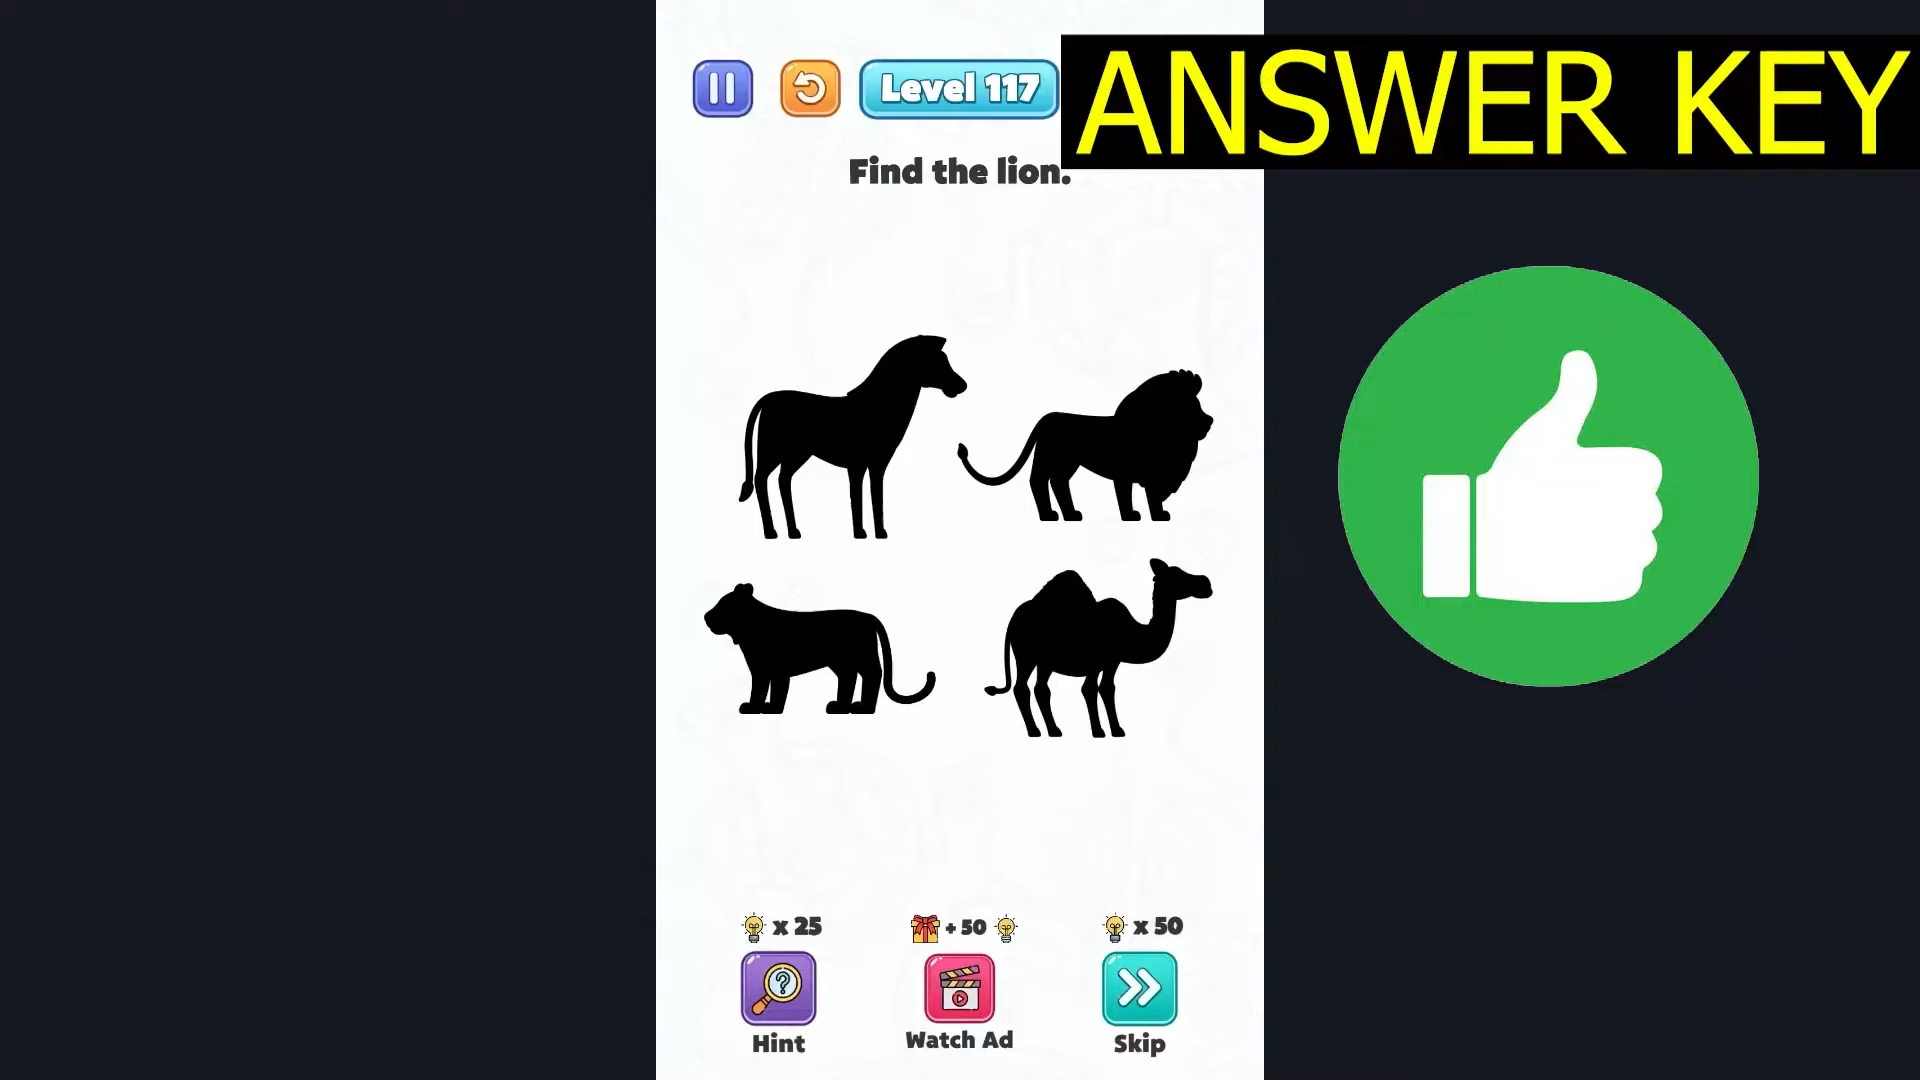 Level 117
ANSWER KEY
Find the lion.
x 25
+ 50
x 50
?
Hint
Watch Ad
Skip